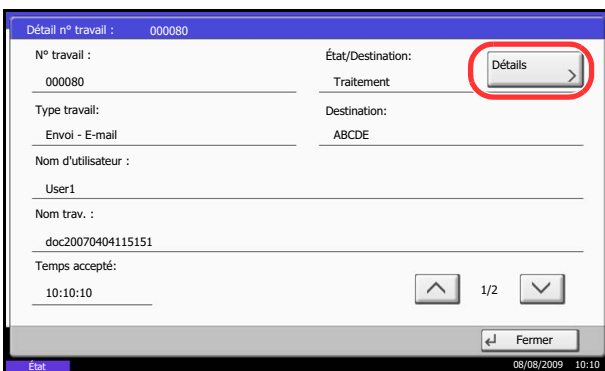 Détail n° travail : 000080
N° travail :
000080
État/Destination:
Traitement
Détails
Type travail:
Envoi - E-mail
Destination:
ABCDE
Nom d'utilisateur :
User1
Nom trav. :
doc20070404115151
Temps accepté:
10:10:10
1/2
Fermer
État
08/08/2009 10:10